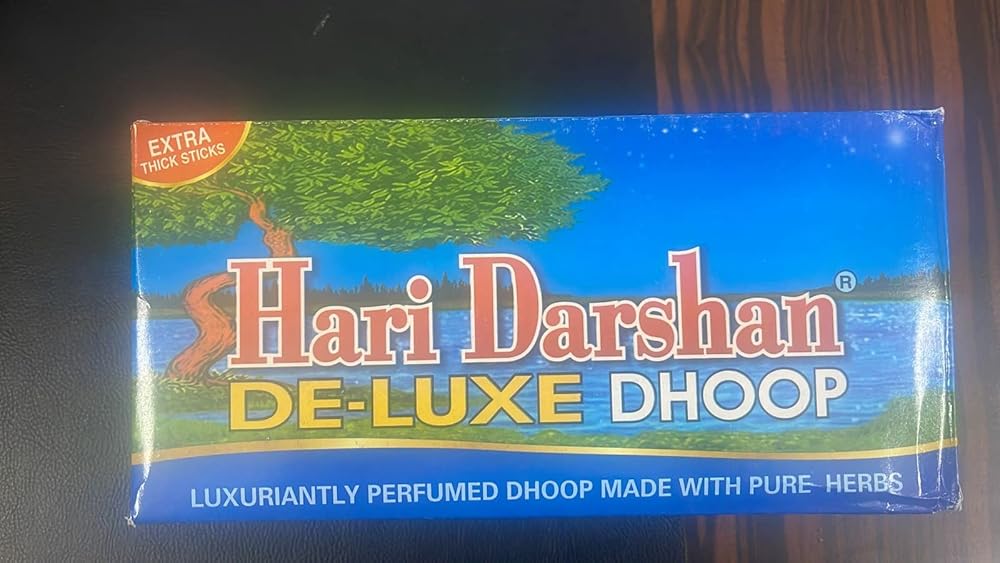 EXTRA
THICK STICKS
Hari Darshan ®
DE-LUXE DHOOP
LUXURIANTLY PERFUMED DHOOP MADE WITH PURE HERBS